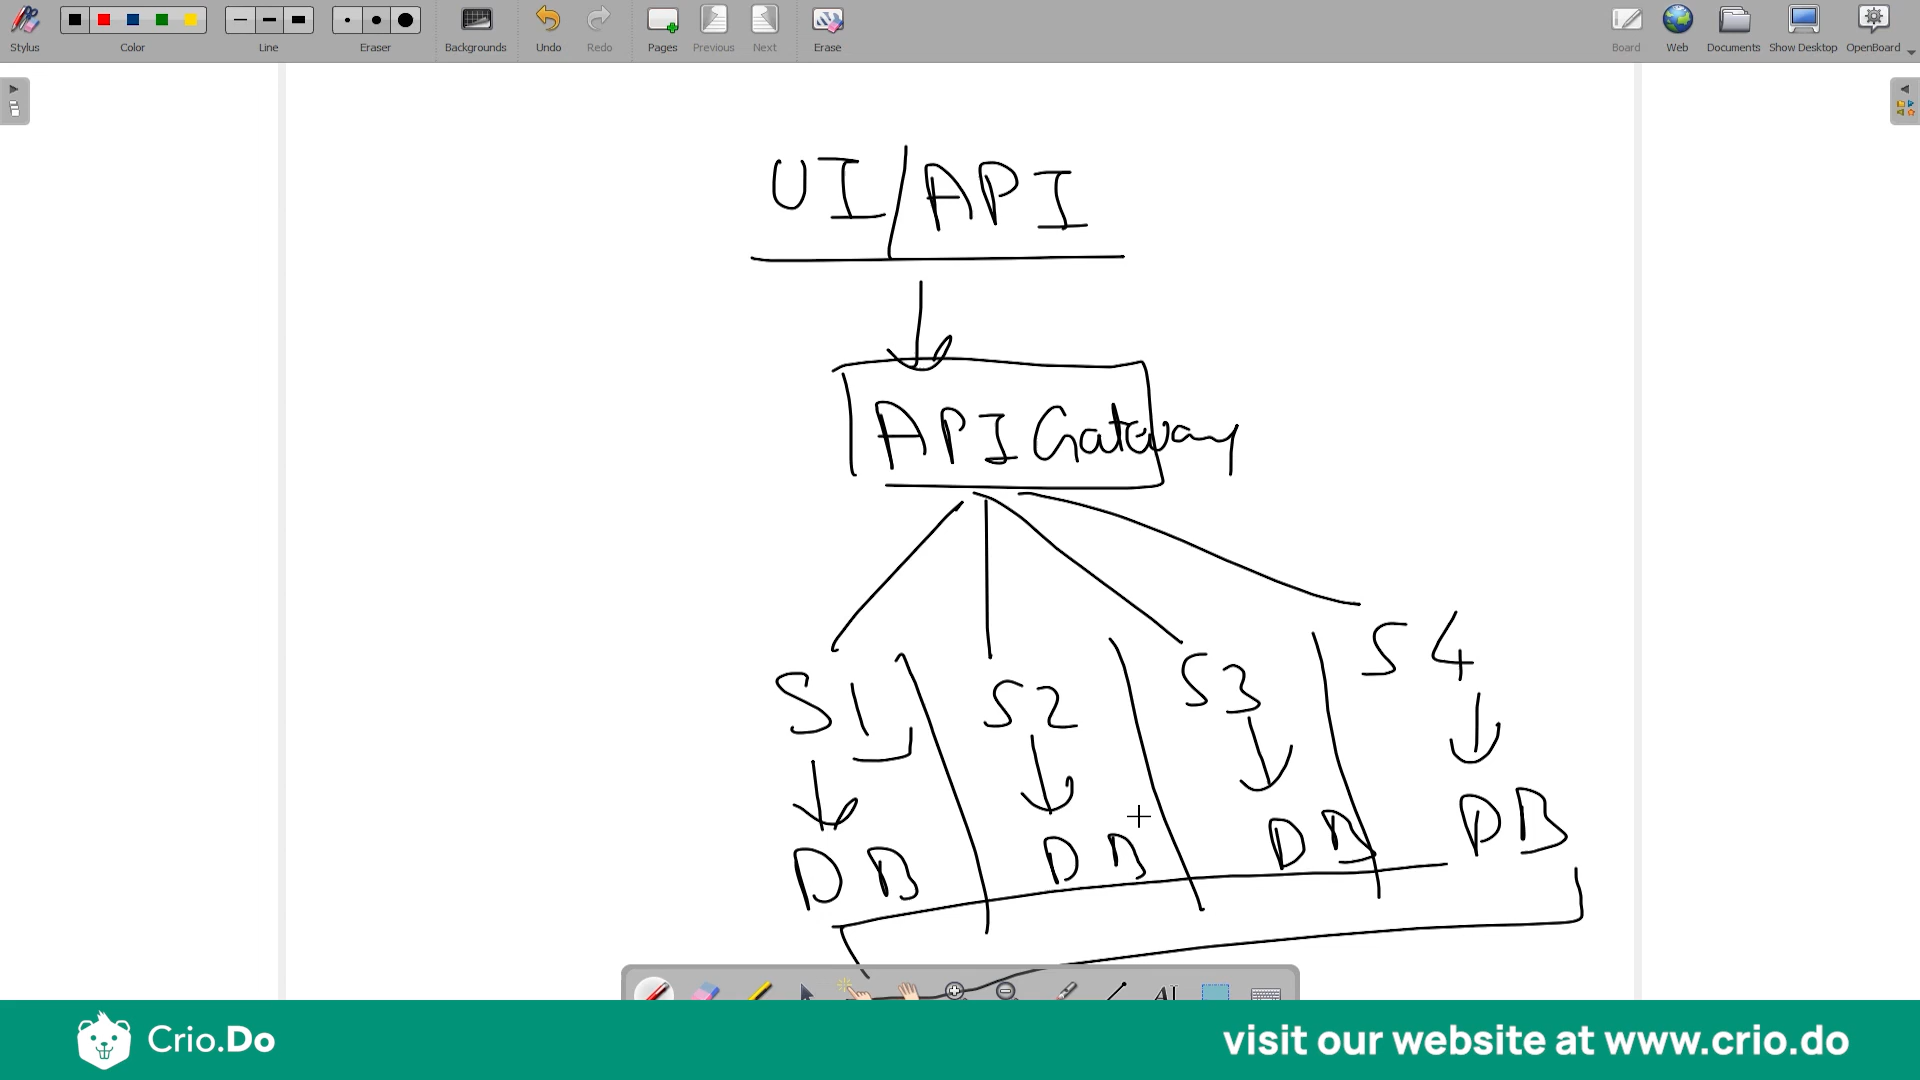 Stylus Color Line Eraser Backgrounds Undo Redo Pages Previous Next Erase Board Web Documents Show Desktop OpenBoard
UI/API
API Gateway
S1 S2 S3 S4
DB DB DB DB
Crio.Do visit our website at www.crio.do